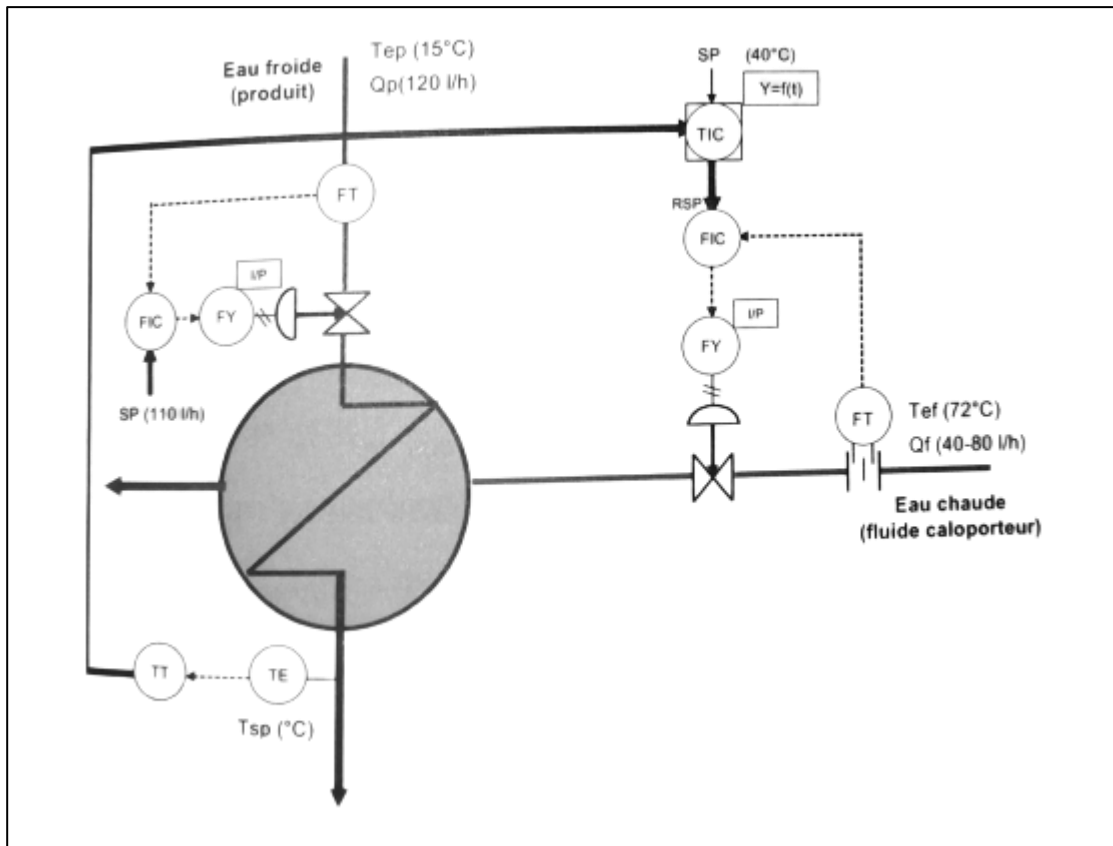 Eau froide
(produit)
Tep (15°C)
Qp(120 l/h)
SP (40°C)
Y=f(t)
TIC
FT
RSP
FIC
I/P
FIC
FY
I/P
FY
SP (110 l/h)
FT
Tef (72°C)
Qf (40-80 l/h)
Eau chaude
(fluide caloporteur)
TT
TE
Tsp (°C)